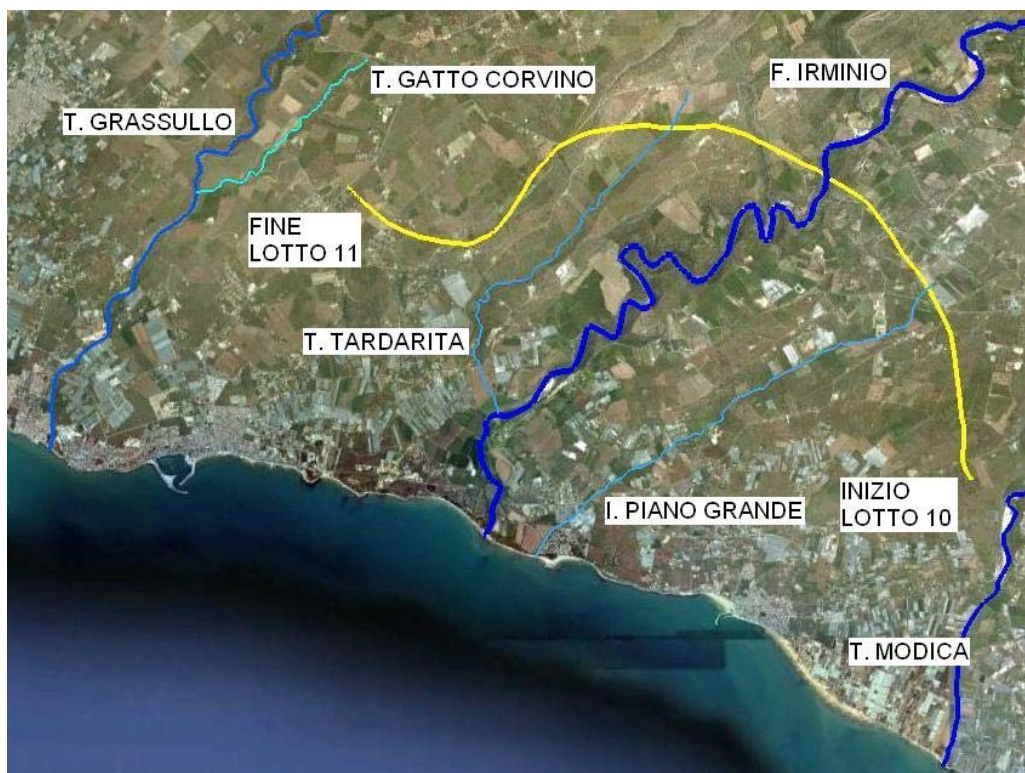 T. GATTO CORVINO
F. IRMINIO
T. GRASSULLO
FINE
LOTTO 11
T. TARDARITA
INIZIO
LOTTO 10
I. PIANO GRANDE
T. MODICA